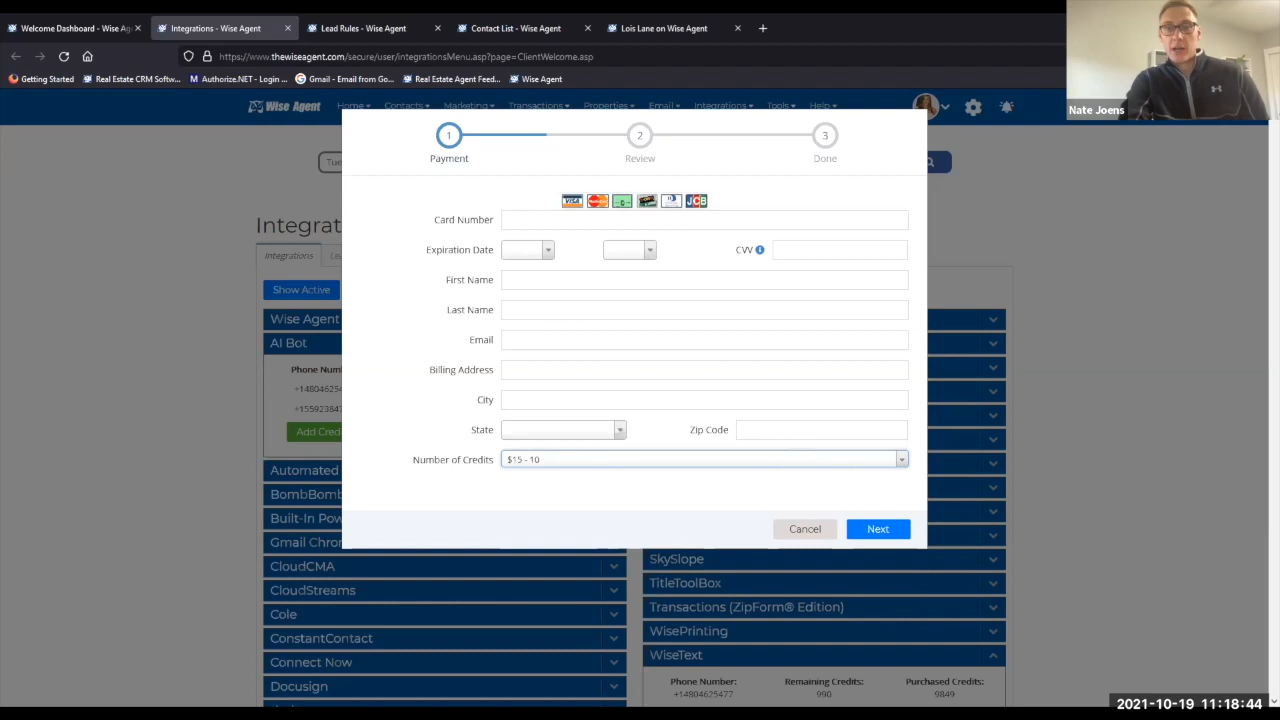 Welcome Dashboard - Wise Ag
Integrations - Wise Agent
Lead Rules - Wise Agent
Contact List - Wise Agent
Lois Lane on Wise Agent
https://www.thewiseagent.com/secure/user/integrationsMenu.asp?page=ClientWelcome.asp
Getting Started
Real Estate CRM Softw...
Authorize.NET - Login ...
Gmail - Email from Go...
Real Estate Agent Feed...
Wise Agent
Nate Joens
Wise Agent
Home
Contacts
Marketing
Transactions
Properties
Email
Integrations
Tools
Help
1
2
3
Payment
Review
Done
Tue
VISA
JCB
Card Number
Integrat
Expiration Date
CVV
Integrations
Le
First Name
Show Active
Last Name
Wise Agent
Email
AI Bot
Phone Num
Billing Address
+148046254
City
+155923847
State
Zip Code
Add Cred
Number of Credits
$15 - 10
Automated
BombBomb
Built-In Pow
Cancel
Next
Gmail Chron
CloudCMA
CloudStreams
Cole
ConstantContact
Connect Now
Docusign
SkySlope
TitleToolBox
Transactions (ZipForm® Edition)
WisePrinting
WiseText
Phone Number:
Remaining Credits:
Purchased Credits:
+14804625477
990
9849
2021-10-19 11:18:44